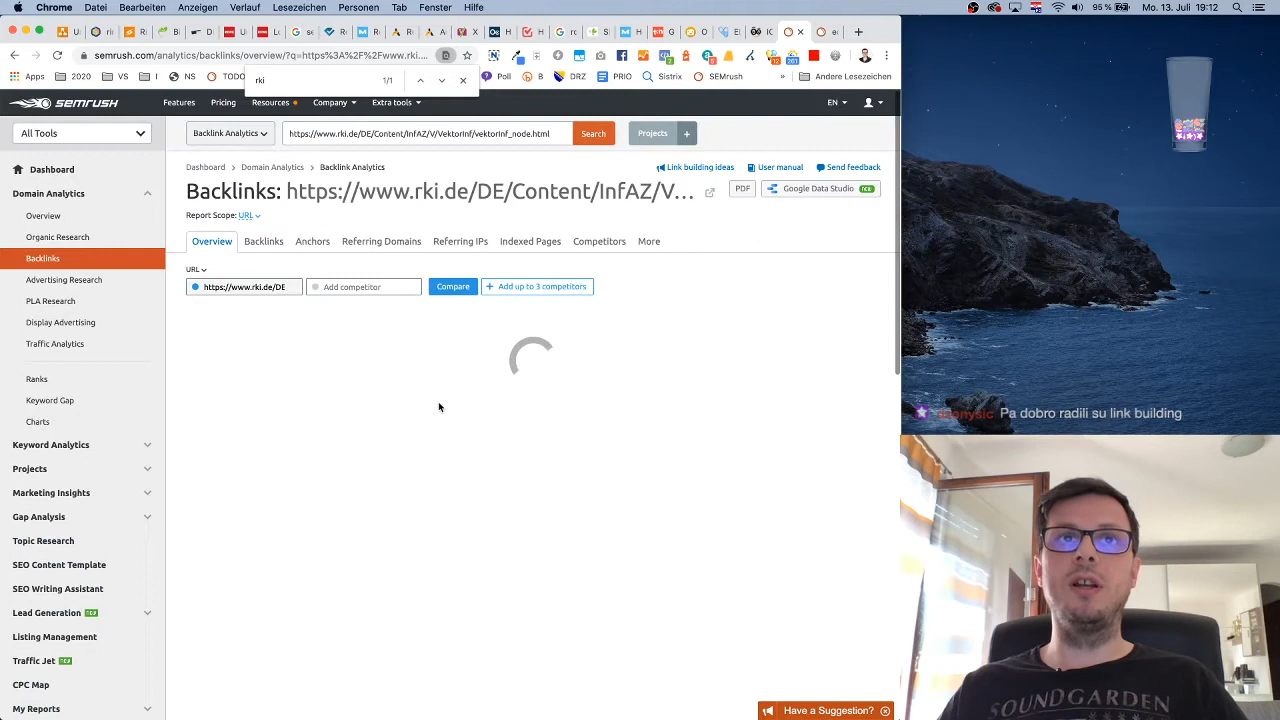 Chrome Datei Bearbeiten Anzeigen Verlauf Lesezeichen Personen Tab Fenster Hilfe
95 % Mo. 13. Juli 19:12
semrush.com/analytics/backlinks/overview/?q=https%3A%2F%2Fwww.rki....
Apps 2020 VS I NS TODO Poll B DRZ PRIO Sistrix SEMrush » Andere Lesezeichen
rki 1/1
SEMRUSH Features Pricing Resources Company Extra tools EN
All Tools
Backlink Analytics https://www.rki.de/DE/Content/InfAZ/V/VektorInf/vektorInf_node.html Search Projects +
Dashboard
Domain Analytics
Overview
Organic Research
Backlinks
Advertising Research
PLA Research
Display Advertising
Traffic Analytics
Ranks
Keyword Gap
Charts
Keyword Analytics
Projects
Marketing Insights
Gap Analysis
Topic Research
SEO Content Template
SEO Writing Assistant
Lead Generation new
Listing Management
Traffic Jet new
CPC Map
My Reports
Dashboard > Domain Analytics > Backlink Analytics
Link building ideas User manual Send feedback
Backlinks: https://www.rki.de/DE/Content/InfAZ/V...
PDF Google Data Studio new
Report Scope: URL
Overview Backlinks Anchors Referring Domains Referring IPs Indexed Pages Competitors More
URL
https://www.rki.de/DE Add competitor Compare + Add up to 3 competitors
Have a Suggestion?
Pa dobro radili su link building
SOUNDGARDEN